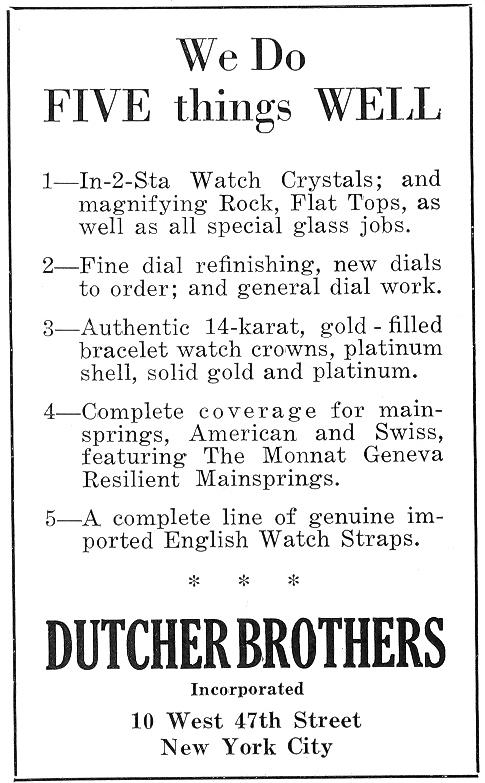 We Do
FIVE things WELL
1—In-2-Sta Watch Crystals; and
magnifying Rock, Flat Tops, as
well as all special glass jobs.
2—Fine dial refinishing, new dials
to order; and general dial work.
3—Authentic 14-karat, gold-filled
bracelet watch crowns, platinum
shell, solid gold and platinum.
4—Complete coverage for main-
springs, American and Swiss,
featuring The Monnat Geneva
Resilient Mainsprings.
5—A complete line of genuine im-
ported English Watch Straps.
* * *
DUTCHER BROTHERS
Incorporated
10 West 47th Street
New York City